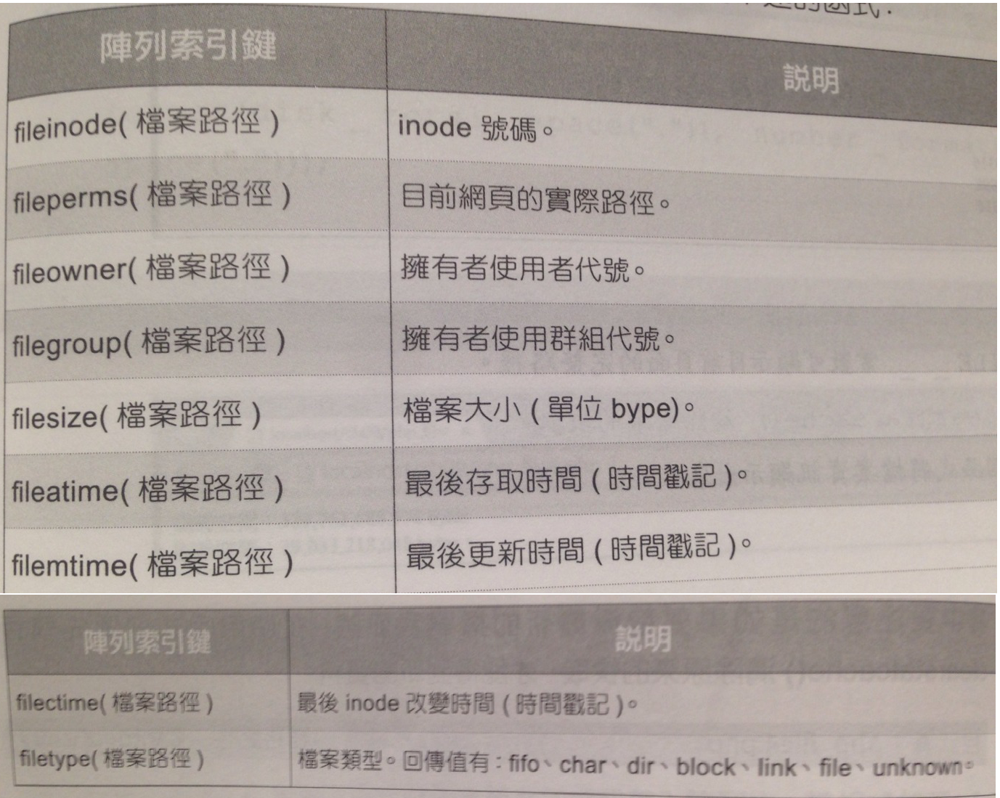 陣列索引鍵 説明
fileinode( 檔案路徑 ) inode 號碼。
fileperms( 檔案路徑 ) 目前網頁的實際路徑。
fileowner( 檔案路徑 ) 擁有者使用者代號。
filegroup( 檔案路徑 ) 擁有者使用群組代號。
filesize( 檔案路徑 ) 檔案大小 ( 單位 bype)。
fileatime( 檔案路徑 ) 最後存取時間 ( 時間戳記 )。
filemtime( 檔案路徑 ) 最後更新時間 ( 時間戳記 )。
陣列索引鍵 説明
filectime( 檔案路徑 ) 最後 inode 改變時間 ( 時間戳記 )。
filetype( 檔案路徑 ) 檔案類型。回傳值有：fifo、char、dir、block、link、file、unknown。